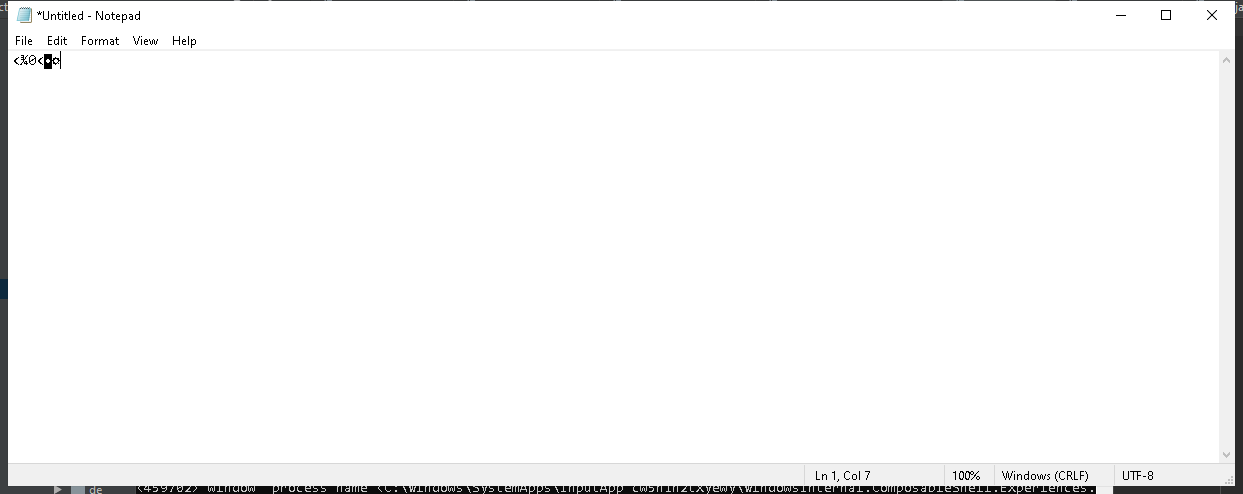 *Untitled - Notepad
File Edit Format View Help
<%0<◘¤
Ln 1, Col 7 100% Windows (CRLF) UTF-8
de <459702> window process name <C:\Windows\SystemApps\InputApp_cw5n1h2txyewy\WindowsInternal.ComposableShell.Experiences.